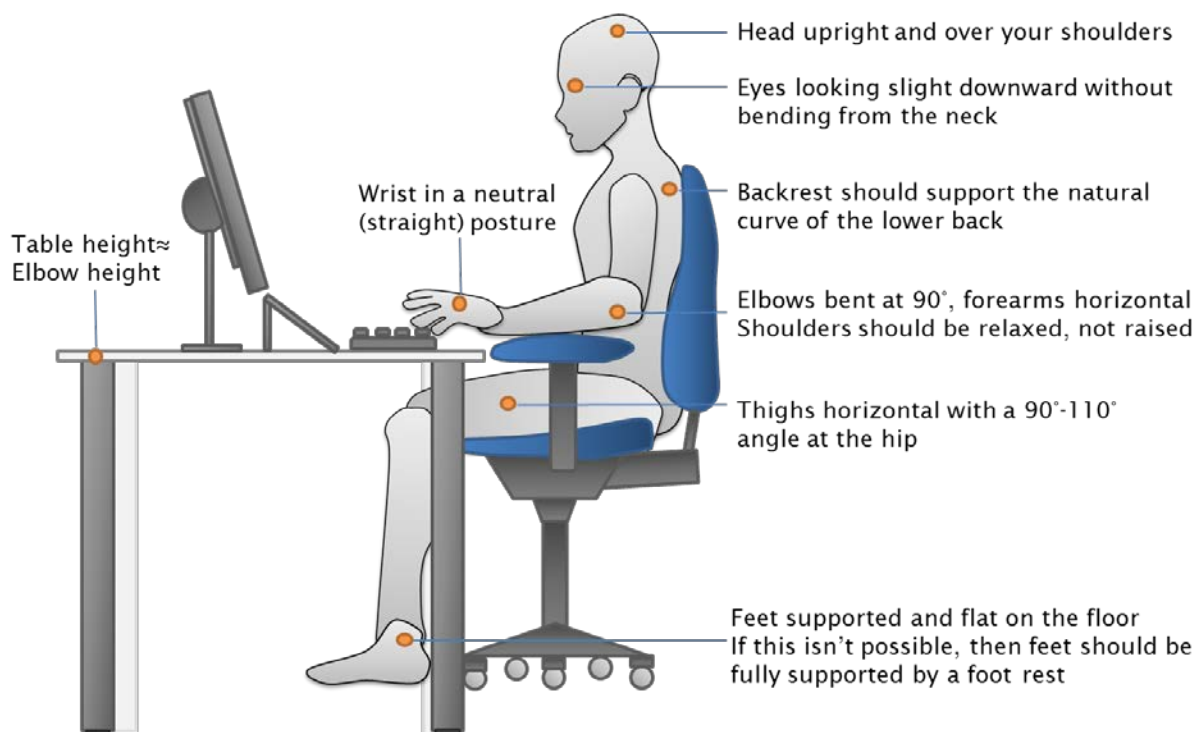 Head upright and over your shoulders
Eyes looking slight downward without
bending from the neck
Wrist in a neutral
(straight) posture
Backrest should support the natural
curve of the lower back
Table height≈
Elbow height
Elbows bent at 90˚, forearms horizontal
Shoulders should be relaxed, not raised
Thighs horizontal with a 90˚-110˚
angle at the hip
Feet supported and flat on the floor
If this isn't possible, then feet should be
fully supported by a foot rest